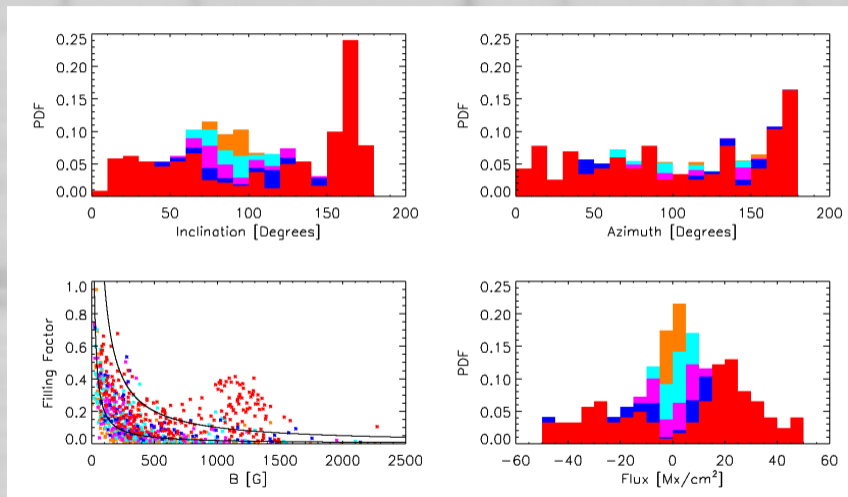 0.25
0.20
0.15
0.10
0.05
0.00
PDF
0 50 100 150 200
Inclination [Degrees]
0.25
0.20
0.15
0.10
0.05
0.00
PDF
0 50 100 150 200
Azimuth [Degrees]
1.0
0.8
0.6
0.4
0.2
0.0
Filling Factor
0 500 1000 1500 2000 2500
B [G]
0.25
0.20
0.15
0.10
0.05
0.00
PDF
-60 -40 -20 0 20 40 60
Flux [Mx/cm²]